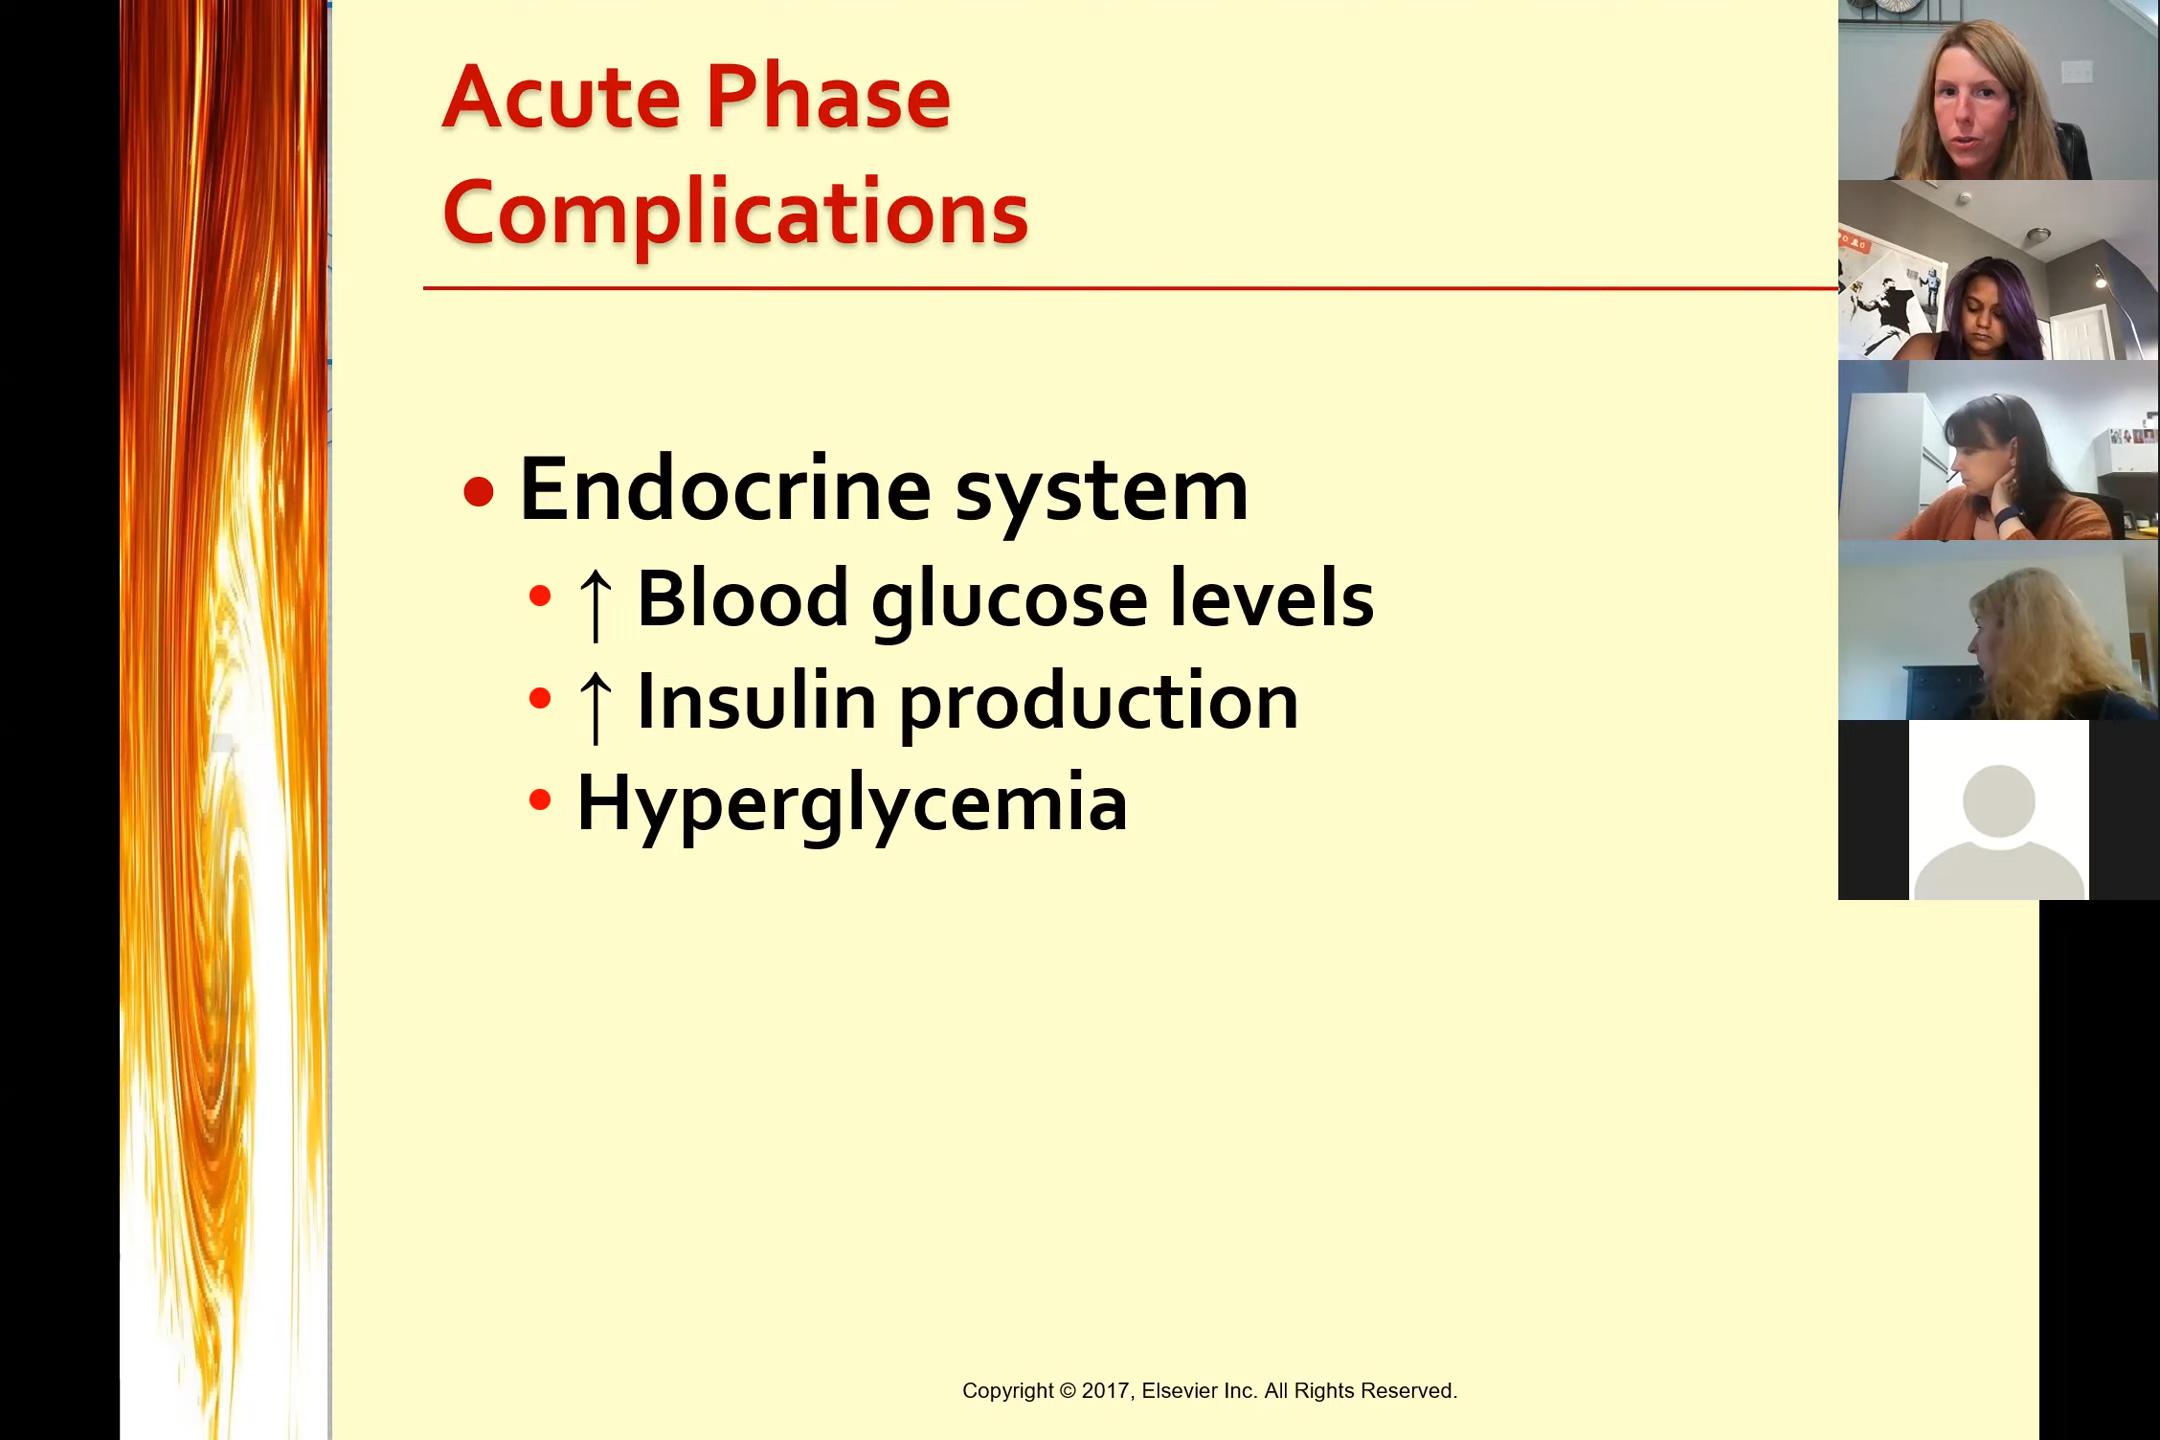 Acute Phase
Complications
• Endocrine system
• ↑ Blood glucose levels
• ↑ Insulin production
• Hyperglycemia
Copyright © 2017, Elsevier Inc. All Rights Reserved.